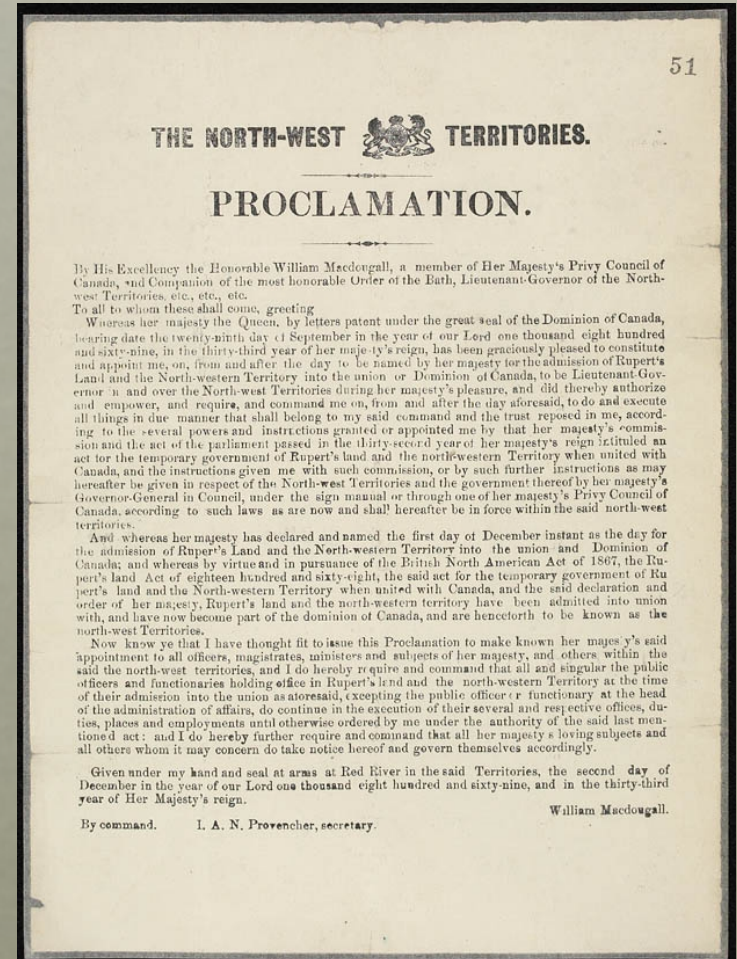 51
THE NORTH-WEST TERRITORIES.
PROCLAMATION.
By His Excellency the Honorable William Macdougall, a member of Her Majesty's Privy Council of
Canada, and Companion of the most honorable Order of the Bath, Lieutenant-Governor of the North-
west Territories, etc., etc., etc.
To all to whom these shall come, greeting
Whereas her majesty the Queen, by letters patent under the great seal of the Dominion of Canada,
bearing date the twenty-ninth day of September in the year of our Lord one thousand eight hundred
and sixty-nine, in the thirty-third year of her maje-ty's reign, has been graciously pleased to constitute
and appoint me, on, from and after the day to be named by her majesty for the admission of Rupert's
Land and the North-western Territory into the union or Dominion of Canada, to be Lieutenant-Gov-
ernor in and over the North-west Territories during her majesty's pleasure, and did thereby authorize
and empower, and require, and command me on, from and after the day aforesaid, to do and execute
all things in due manner that shall belong to my said command and the trust reposed in me, accord-
ing to the several powers and instructions granted or appointed me by that her majesty's commis-
sion and the act of the parliament passed in the thirty-second year of her majesty's reign intituled an
act for the temporary government of Rupert's land and the north-western Territory when united with
Canada, and the instructions given me with such commission, or by such further instructions as may
hereafter be given in respect of the North-west Territories and the government thereof by her majesty's
Governor-General in Council, under the sign manual or through one of her majesty's Privy Council of
Canada, according to such laws as are now and shall hereafter be in force within the said north-west
territories.
And whereas her majesty has declared and named the first day of December instant as the day for
the admission of Rupert's Land and the North-western Territory into the union and Dominion of
Canada; and whereas by virtue and in pursuance of the British North American Act of 1867, the Ru-
pert's land Act of eighteen hundred and sixty-eight, the said act for the temporary government of Ru
pert's land and the North-western Territory when united with Canada, and the said declaration and
order of her majesty, Rupert's land and the north-western territory have been admitted into union
with, and have now become part of the dominion of Canada, and are henceforth to be known as the
north-west Territories.
Now know ye that I have thought fit to issue this Proclamation to make known her majes y's said
appointment to all officers, magistrates, ministers and subjects of her majesty, and others within the
said the north-west territories, and I do hereby require and command that all and singular the public
officers and functionaries holding office in Rupert's land and the north-western Territory at the time
of their admission into the union as aforesaid, excepting the public officer or functionary at the head
of the administration of affairs, do continue in the execution of their several and respective offices, du-
ties, places and employments until otherwise ordered by me under the authority of the said last men-
tioned act: and I do hereby further require and command that all her majesty s loving subjects and
all others whom it may concern do take notice hereof and govern themselves accordingly.
Given under my hand and seal at arms at Red River in the said Territories, the second day of
December in the year of our Lord one thousand eight hundred and sixty-nine, and in the thirty-third
year of Her Majesty's reign.
William Macdougall.
By command. I. A. N. Provencher, secretary.